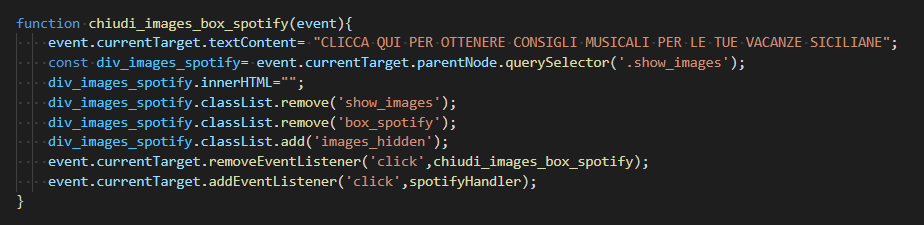 function chiudi_images_box_spotify(event){
    event.currentTarget.textContent= "CLICCA QUI PER OTTENERE CONSIGLI MUSICALI PER LE TUE VACANZE SICILIANE";
    const div_images_spotify= event.currentTarget.parentNode.querySelector('.show_images');
    div_images_spotify.innerHTML="";
    div_images_spotify.classList.remove('show_images');
    div_images_spotify.classList.remove('box_spotify');
    div_images_spotify.classList.add('images_hidden');
    event.currentTarget.removeEventListener('click',chiudi_images_box_spotify);
    event.currentTarget.addEventListener('click',spotifyHandler);
}